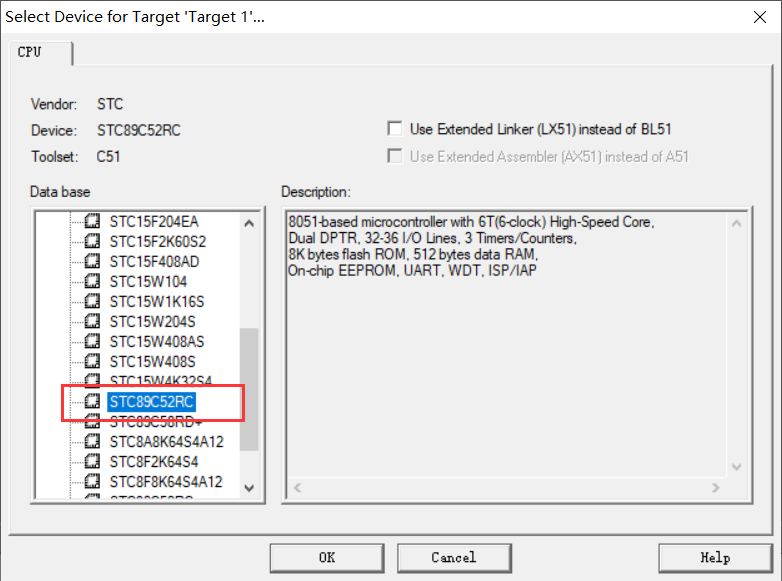 Select Device for Target 'Target 1'...
CPU
Vendor: STC
Device: STC89C52RC
Toolset: C51
Use Extended Linker (LX51) instead of BL51
Use Extended Assembler (AX51) instead of A51
Data base
STC15F204EA
STC15F2K60S2
STC15F408AD
STC15W104
STC15W1K16S
STC15W204S
STC15W408AS
STC15W408S
STC15W4K32S4
STC89C52RC
STC89C58RD+
STC8A8K64S4A12
STC8F2K64S4
STC8F8K64S4A12
Description:
8051-based microcontroller with 6T(6-clock) High-Speed Core,
Dual DPTR, 32-36 I/O Lines, 3 Timers/Counters,
8K bytes flash ROM, 512 bytes data RAM,
On-chip EEPROM, UART, WDT, ISP/IAP
OK
Cancel
Help